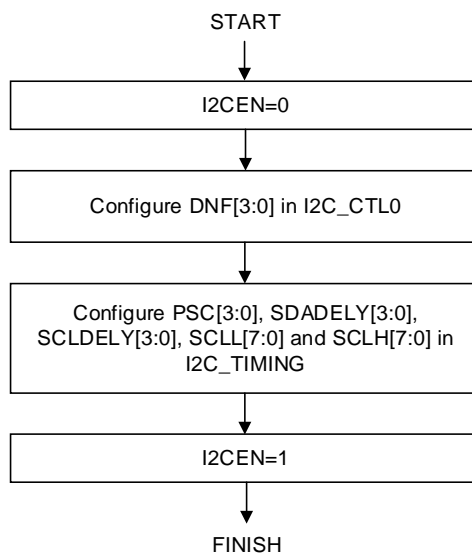 START
I2CEN=0
Configure DNF[3:0] in I2C_CTL0
Configure PSC[3:0], SDADELY[3:0],
SCLDELY[3:0], SCLL[7:0] and SCLH[7:0] in
I2C_TIMING
I2CEN=1
FINISH